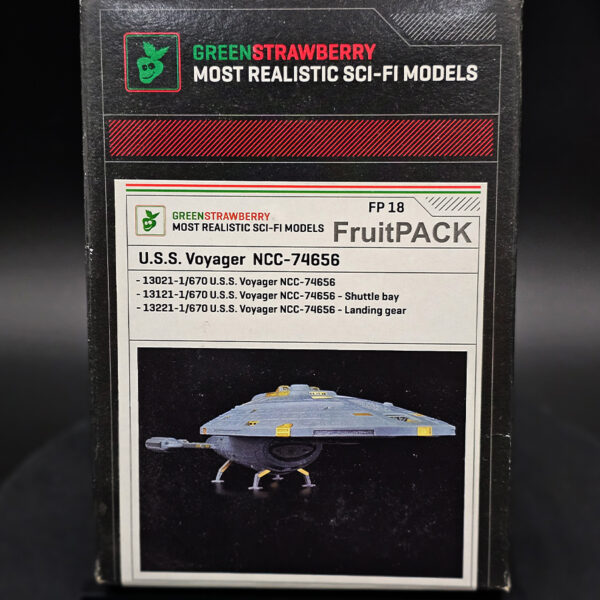 GREENSTRAWBERRY
MOST REALISTIC SCI-FI MODELS
FP 18
GREENSTRAWBERRY
MOST REALISTIC SCI-FI MODELS
FruitPACK
U.S.S. Voyager NCC-74656
- 13021-1/670 U.S.S. Voyager NCC-74656
- 13121-1/670 U.S.S. Voyager NCC-74656 - Shuttle bay
- 13221-1/670 U.S.S. Voyager NCC-74656 - Landing gear